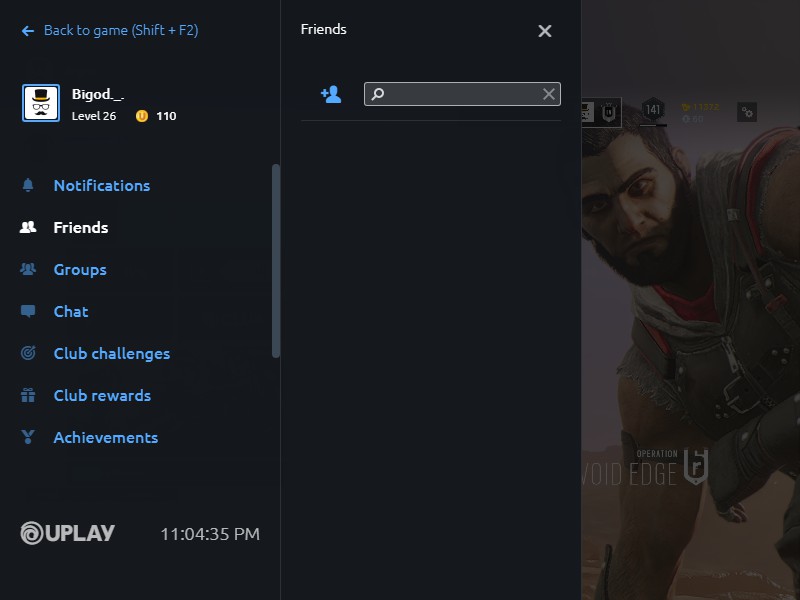 Back to game (Shift + F2)
Friends
Bigod._.
Level 26
110
141
Notifications
Friends
Groups
Chat
Club challenges
Club rewards
Achievements
OPERATION
VOID EDGE
UPLAY
11:04:35 PM